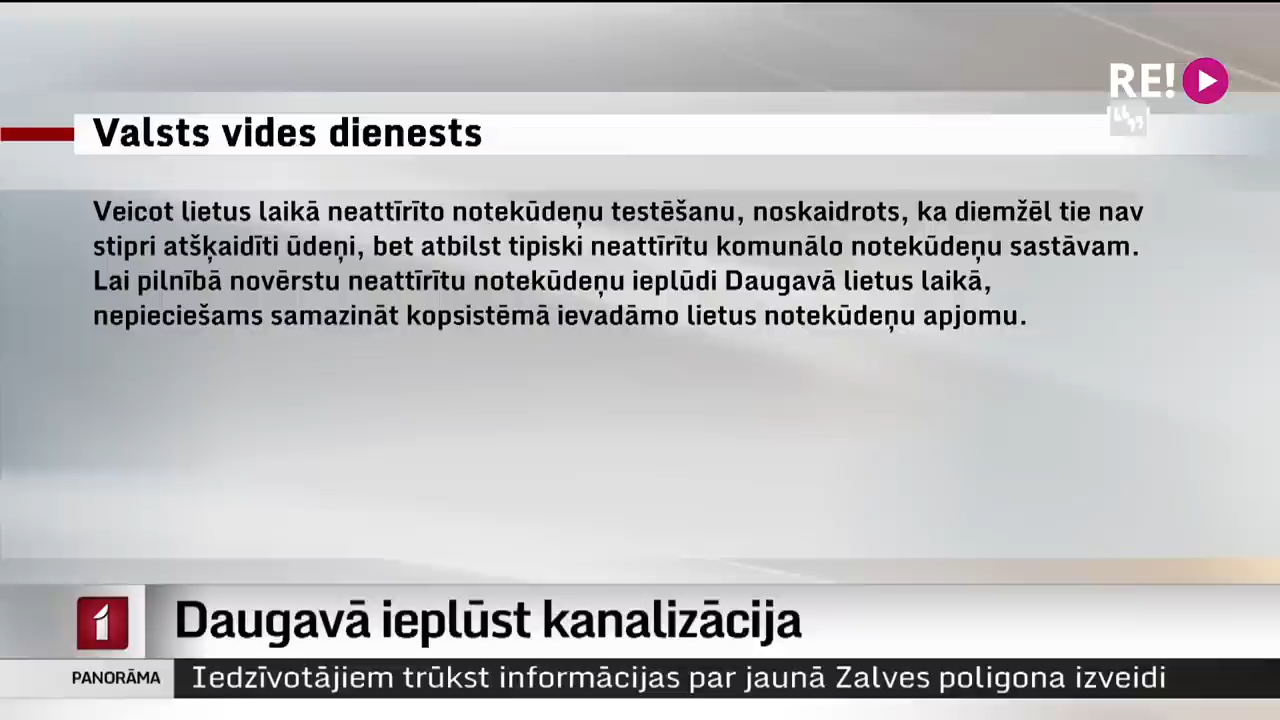 RE!
Valsts vides dienests
Veicot lietus laikā neattīrīto notekūdeņu testēšanu, noskaidrots, ka diemžēl tie nav
stipri atšķaidīti ūdeņi, bet atbilst tipiski neattīrītu komunālo notekūdeņu sastāvam.
Lai pilnībā novērstu neattīrītu notekūdeņu ieplūdi Daugavā lietus laikā,
nepieciešams samazināt kopsistēmā ievadāmo lietus notekūdeņu apjomu.
1 Daugavā ieplūst kanalizācija
PANORĀMA Iedzīvotājiem trūkst informācijas par jaunā Zalves poligona izveidi